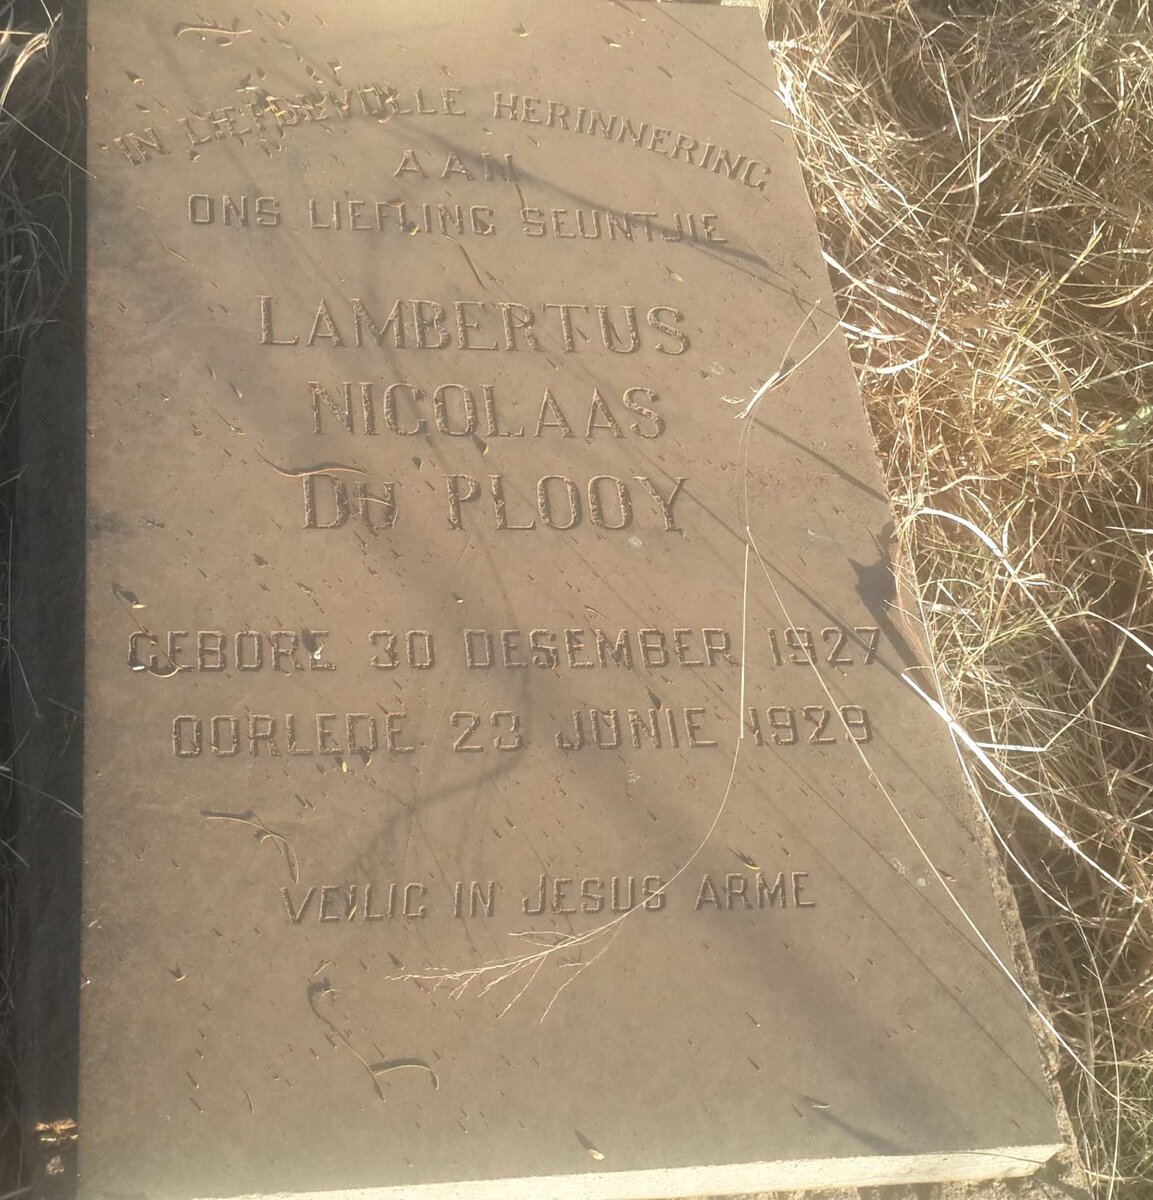 IN LIEFDEVOLLE HERINNERING
AAN
ONS LIEFLING SEUNTJIE
LAMBERTUS
NICOLAAS
DU PLOOY
GEBORE 30 DESEMBER 1927
OORLEDE 23 JUNIE 1929
VEILIG IN JESUS ARME